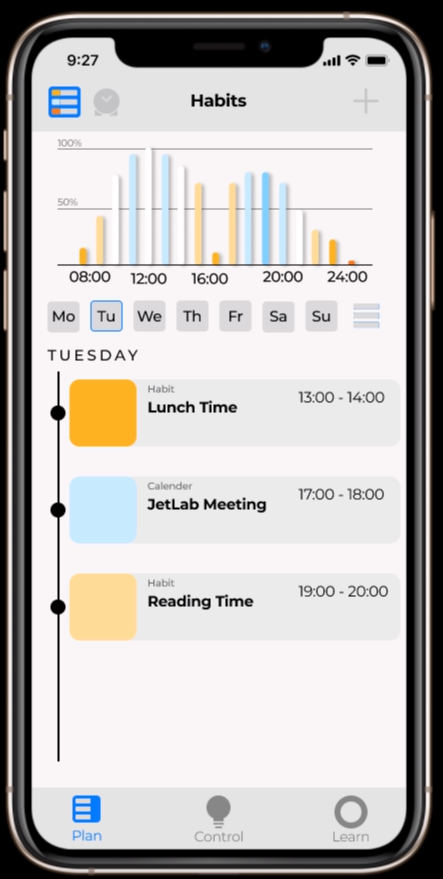 9:27
Habits
100%
50%
08:00 12:00 16:00 20:00 24:00
Mo Tu We Th Fr Sa Su
TUESDAY
Habit
Lunch Time 13:00 - 14:00
Calender
JetLab Meeting 17:00 - 18:00
Habit
Reading Time 19:00 - 20:00
Plan Control Learn